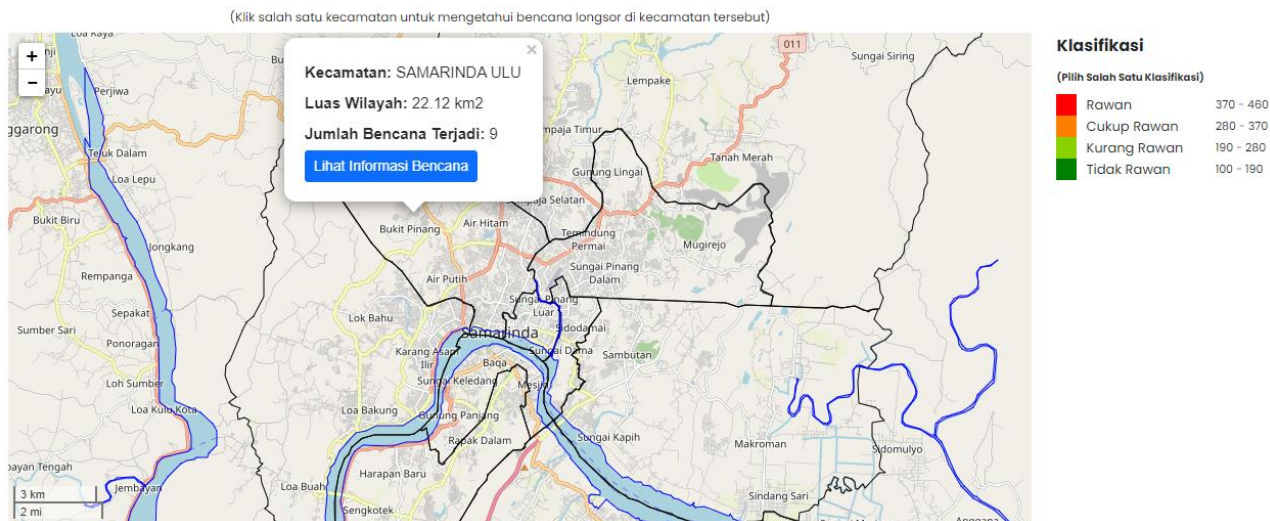 (Klik salah satu kecamatan untuk mengetahui bencana longsor di kecamatan tersebut)
+
−
Kecamatan: SAMARINDA ULU
Luas Wilayah: 22.12 km2
Jumlah Bencana Terjadi: 9
Lihat Informasi Bencana
×
Klasifikasi
(Pilih Salah Satu Klasifikasi)
Rawan 370 - 460
Cukup Rawan 280 - 370
Kurang Rawan 190 - 280
Tidak Rawan 100 - 190
Loa Raya
011
Sungai Siring
Lempake
Perjiwa
Teluk Dalam
Tanah Merah
Loa Lepu
Gunung Lingai
Bukit Biru
Bukit Pinang
Air Hitam
Temindung
Permai
Mugirejo
Jongkang
Rempanga
Air Putih
Sungai Pinang
Dalam
Sepakat
Sungai Pinang
Luar
Lok Bahu
Sumber Sari
Samarinda
Sidodamai
Ponoragan
Karang Asam
Ilir
Baqa
Sungai Dama
Sambutan
Loh Sumber
Sungai Keledang
Mesjid
Loa Kulu Kota
Loa Bakung
Gunung Panjang
Rapak Dalam
Sungai Kapih
Makroman
Sidomulyo
Harapan Baru
Loa Buah
Jembayan
Sindang Sari
Sengkotek
Anggana
3 km
2 mi